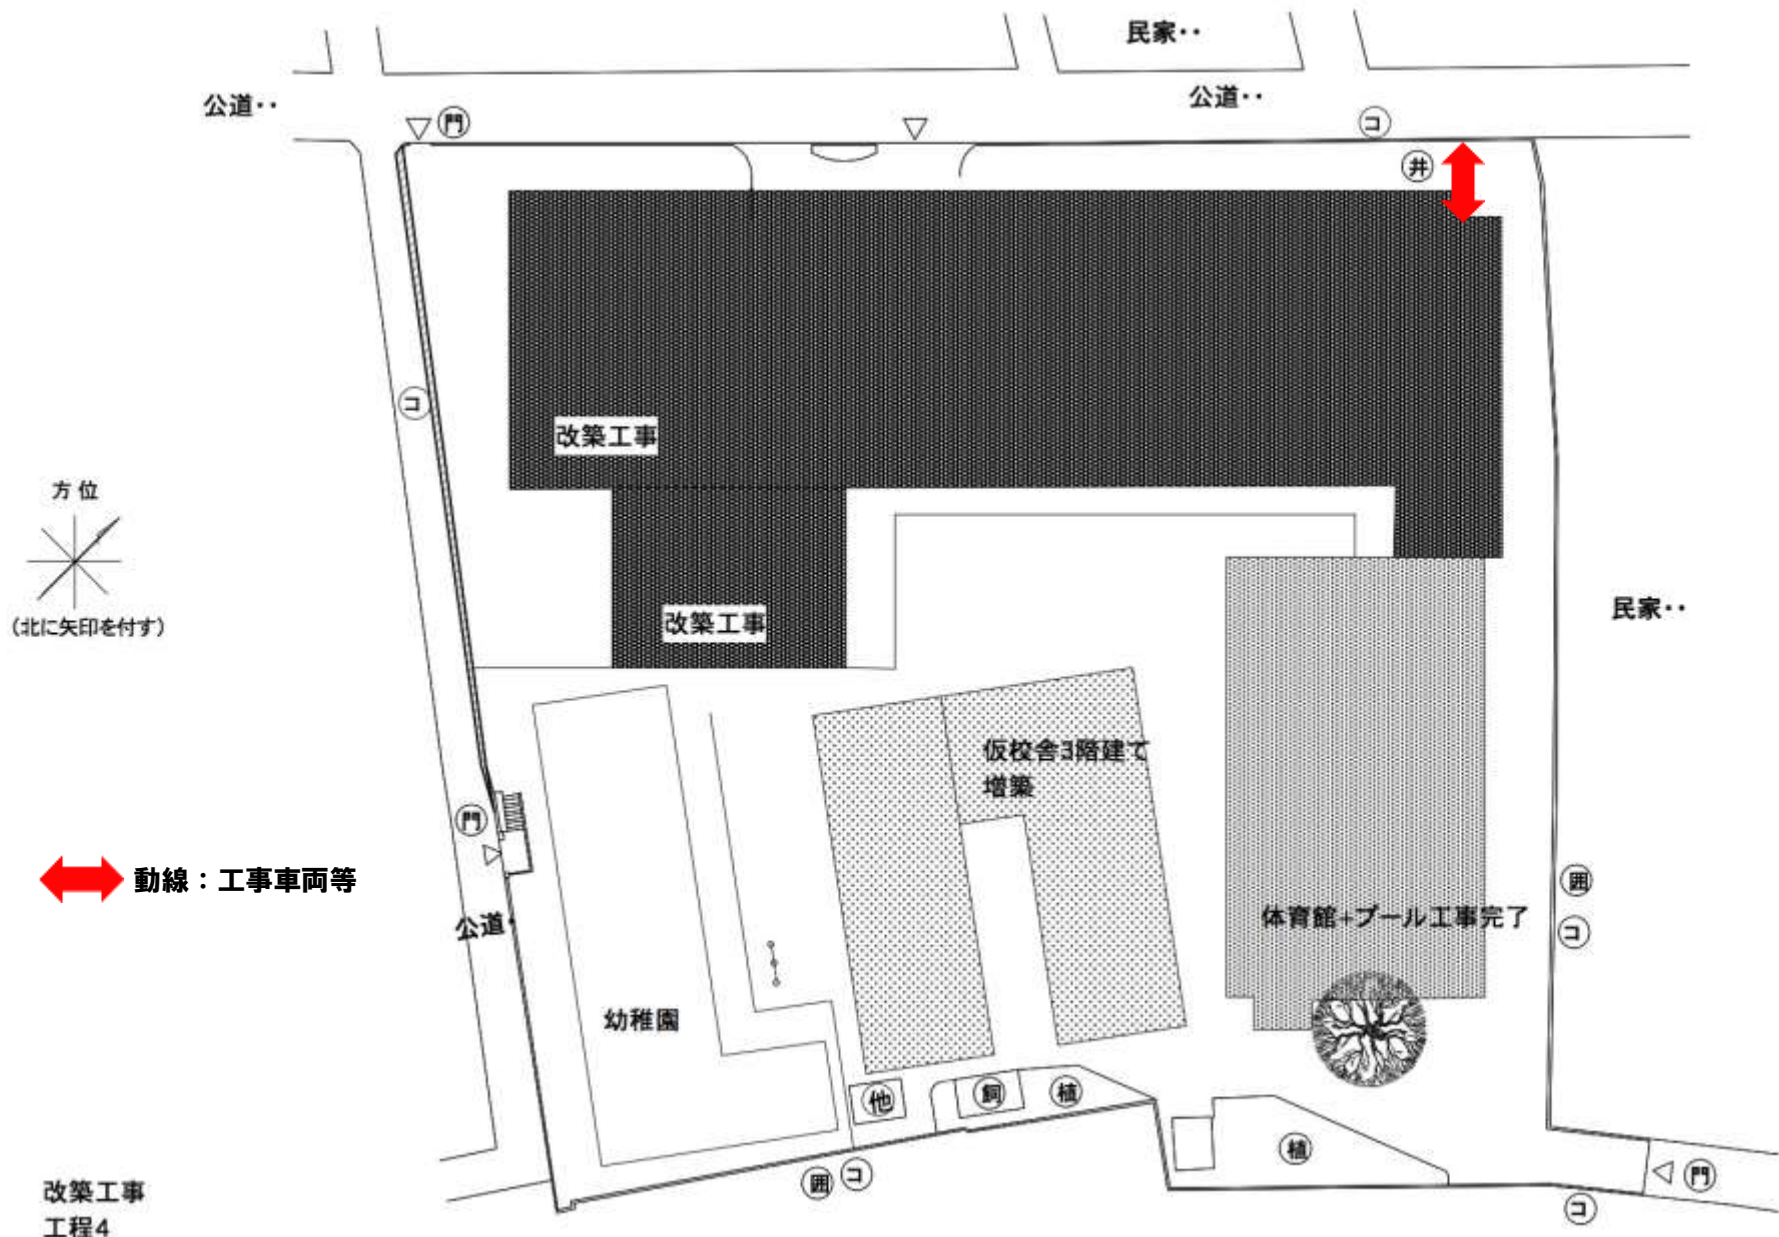 民家･･
公道･･
公道･･
門
コ
井
コ
改築工事
方 位
(北に矢印を付す)
改築工事
民家･･
仮校舎3階建て
増築
門
動線：工事車両等
囲
体育館+プール工事完了
公道･
コ
幼稚園
他
飼
植
植
囲
コ
門
コ
改築工事
工程4